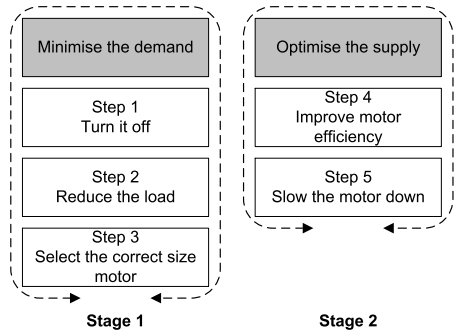 Minimise the demand
Step 1
Turn it off
Step 2
Reduce the load
Step 3
Select the correct size
motor
Stage 1
Optimise the supply
Step 4
Improve motor
efficiency
Step 5
Slow the motor down
Stage 2